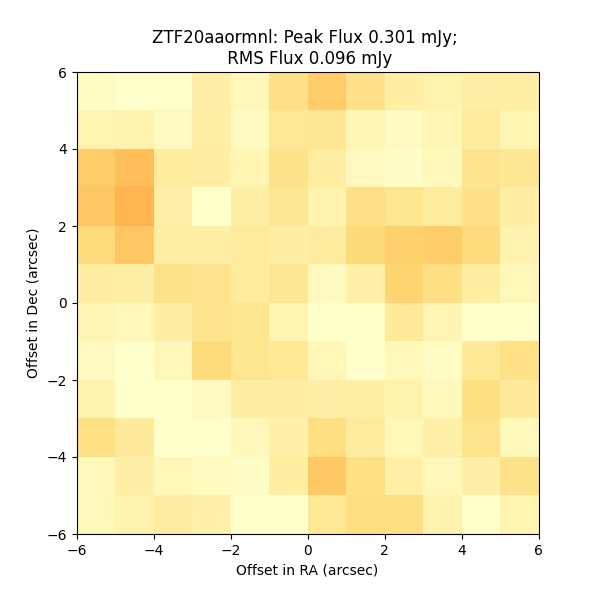 ZTF20aaormnl: Peak Flux 0.301 mJy;
RMS Flux 0.096 mJy
6
4
2
0
−2
−4
−6
Offset in Dec (arcsec)
−6 −4 −2 0 2 4 6
Offset in RA (arcsec)